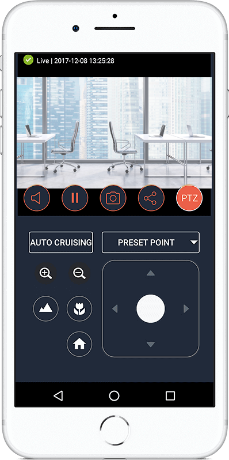 Live | 2017-12-08 13:25:28
PTZ
AUTO CRUISING
PRESET POINT